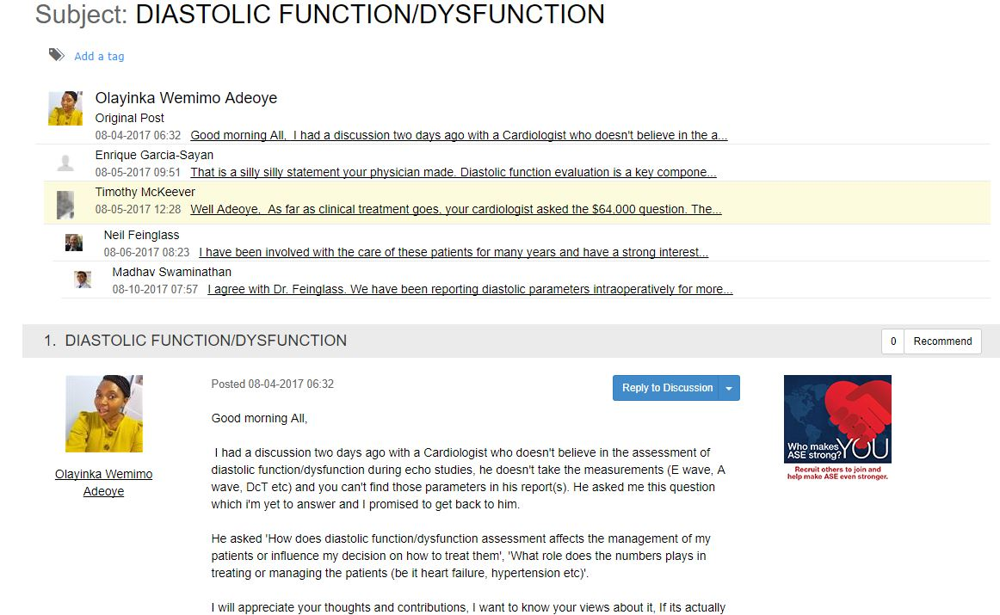 Subject: DIASTOLIC FUNCTION/DYSFUNCTION
Add a tag
Olayinka Wemimo Adeoye
Original Post
08-04-2017 06:32 Good morning All, I had a discussion two days ago with a Cardiologist who doesn't believe in the a...
Enrique Garcia-Sayan
08-05-2017 09:51 That is a silly silly statement your physician made. Diastolic function evaluation is a key compone...
Timothy McKeever
08-05-2017 12:28 Well Adeoye, As far as clinical treatment goes, your cardiologist asked the $64,000 question. The...
Neil Feinglass
08-06-2017 08:23 I have been involved with the care of these patients for many years and have a strong interest...
Madhav Swaminathan
08-10-2017 07:57 I agree with Dr. Feinglass. We have been reporting diastolic parameters intraoperatively for more...
1. DIASTOLIC FUNCTION/DYSFUNCTION
0 Recommend
Olayinka Wemimo
Adeoye
Posted 08-04-2017 06:32
Reply to Discussion
Good morning All,
I had a discussion two days ago with a Cardiologist who doesn't believe in the assessment of
diastolic function/dysfunction during echo studies, he doesn't take the measurements (E wave, A
wave, DcT etc) and you can't find those parameters in his report(s). He asked me this question
which i'm yet to answer and I promised to get back to him.
He asked 'How does diastolic function/dysfunction assessment affects the management of my
patients or influence my decision on how to treat them', 'What role does the numbers plays in
treating or managing the patients (be it heart failure, hypertension etc)'.
I will appreciate your thoughts and contributions, I want to know your views about it, If its actually
Who makes
ASE strong? YOU
Recruit others to join and
help make ASE even stronger.